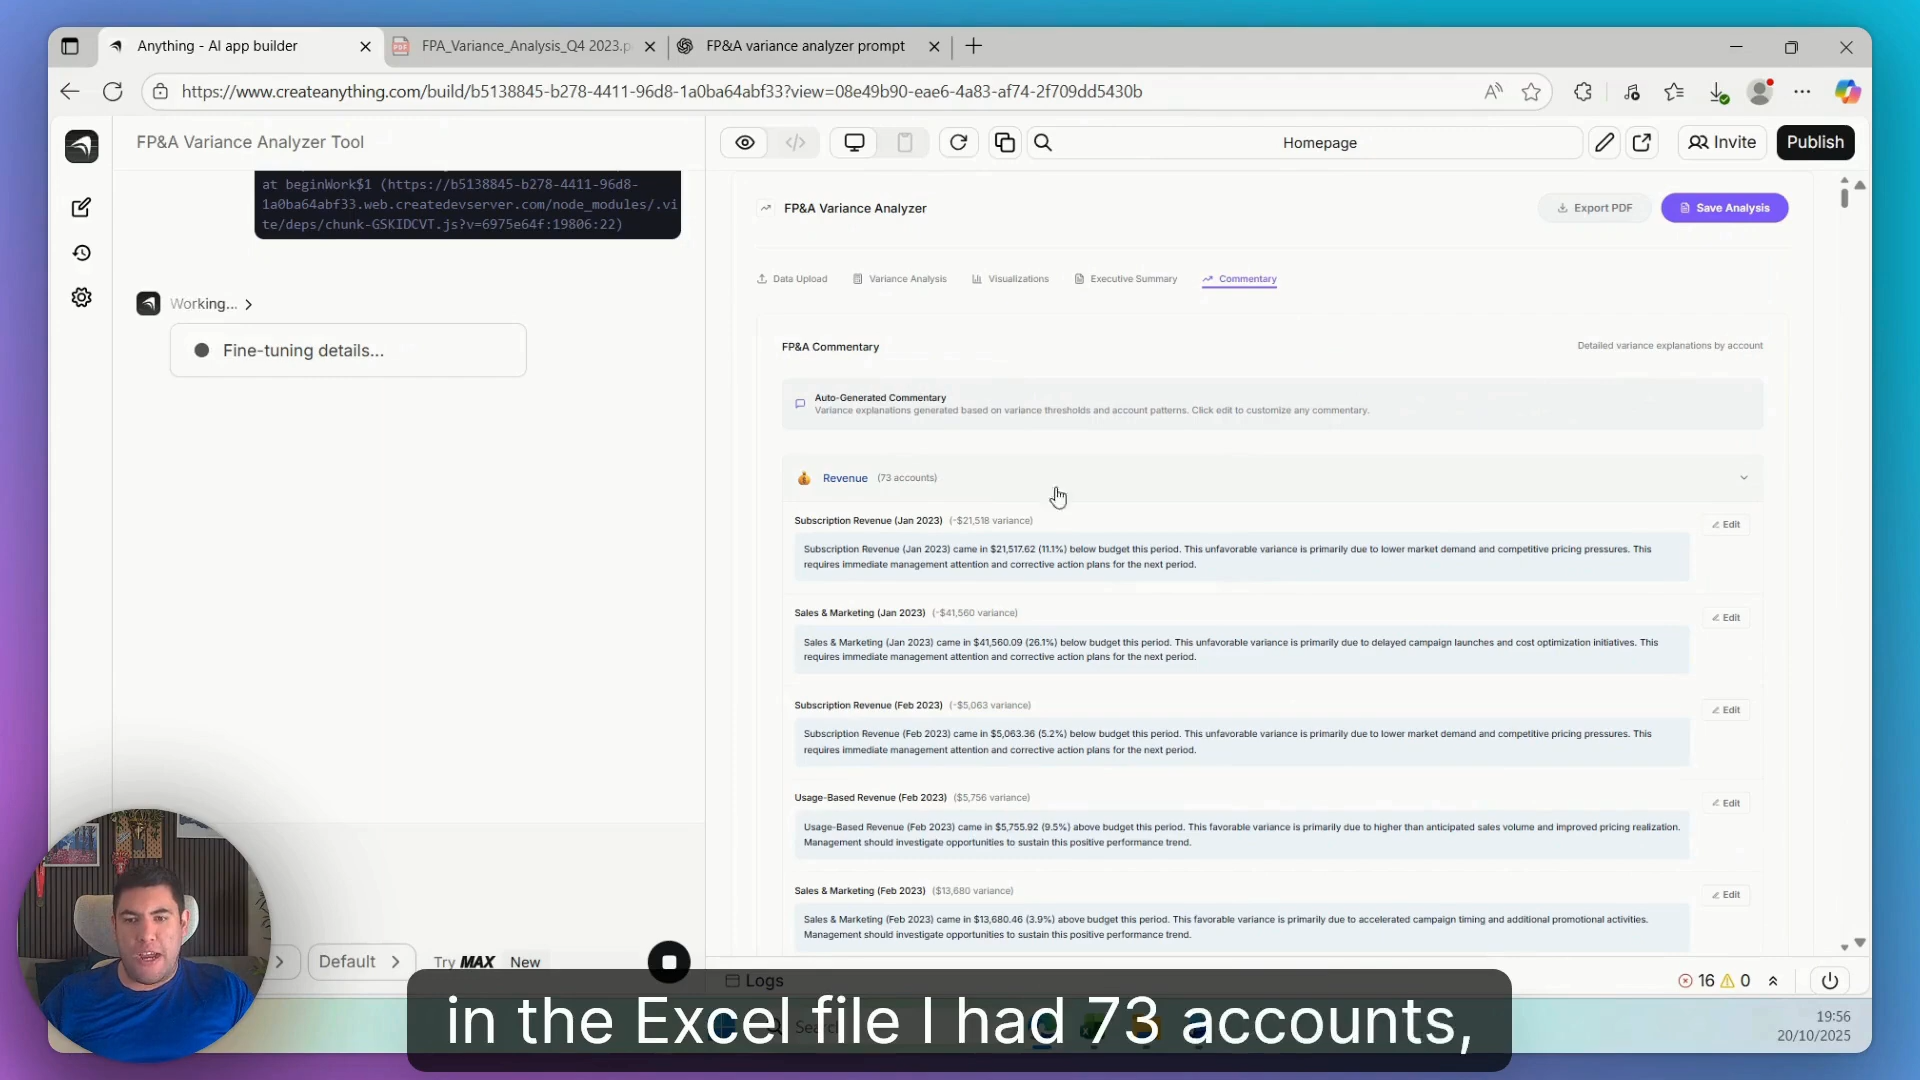 Anything - AI app builder
FPA_Variance_Analysis_Q4 2023.p
FP&A variance analyzer prompt
https://www.createanything.com/build/b5138845-b278-4411-96d8-1a0ba64abf33?view=08e49b90-eae6-4a83-af74-2f709dd5430b
FP&A Variance Analyzer Tool
Homepage
Invite
Publish
at beginWork$1 (https://b5138845-b278-4411-96d8-
1a0ba64abf33.web.createdevserver.com/node_modules/.vi
te/deps/chunk-GSKIDCVT.js?v=6975e64f:19806:22)
Working...
Fine-tuning details...
Default
Try MAX New
FP&A Variance Analyzer
Export PDF
Save Analysis
Data Upload
Variance Analysis
Visualizations
Executive Summary
Commentary
FP&A Commentary
Detailed variance explanations by account
Auto-Generated Commentary
Variance explanations generated based on variance thresholds and account patterns. Click edit to customize any commentary.
Revenue (73 accounts)
Subscription Revenue (Jan 2023) (-$21,518 variance)
Edit
Subscription Revenue (Jan 2023) came in $21,517.62 (11.1%) below budget this period. This unfavorable variance is primarily due to lower market demand and competitive pricing pressures. This
requires immediate management attention and corrective action plans for the next period.
Sales & Marketing (Jan 2023) (-$41,560 variance)
Edit
Sales & Marketing (Jan 2023) came in $41,560.09 (26.1%) below budget this period. This unfavorable variance is primarily due to delayed campaign launches and cost optimization initiatives. This
requires immediate management attention and corrective action plans for the next period.
Subscription Revenue (Feb 2023) (-$5,063 variance)
Edit
Subscription Revenue (Feb 2023) came in $5,063.36 (5.2%) below budget this period. This unfavorable variance is primarily due to lower market demand and competitive pricing pressures. This
requires immediate management attention and corrective action plans for the next period.
Usage-Based Revenue (Feb 2023) ($5,756 variance)
Edit
Usage-Based Revenue (Feb 2023) came in $5,755.92 (9.5%) above budget this period. This favorable variance is primarily due to higher than anticipated sales volume and improved pricing realization.
Management should investigate opportunities to sustain this positive performance trend.
Sales & Marketing (Feb 2023) ($13,680 variance)
Edit
Sales & Marketing (Feb 2023) came in $13,680.46 (3.9%) above budget this period. This favorable variance is primarily due to accelerated campaign timing and additional promotional activities.
Management should investigate opportunities to sustain this positive performance trend.
Logs
16
0
in the Excel file I had 73 accounts,
Search
19:56
20/10/2025